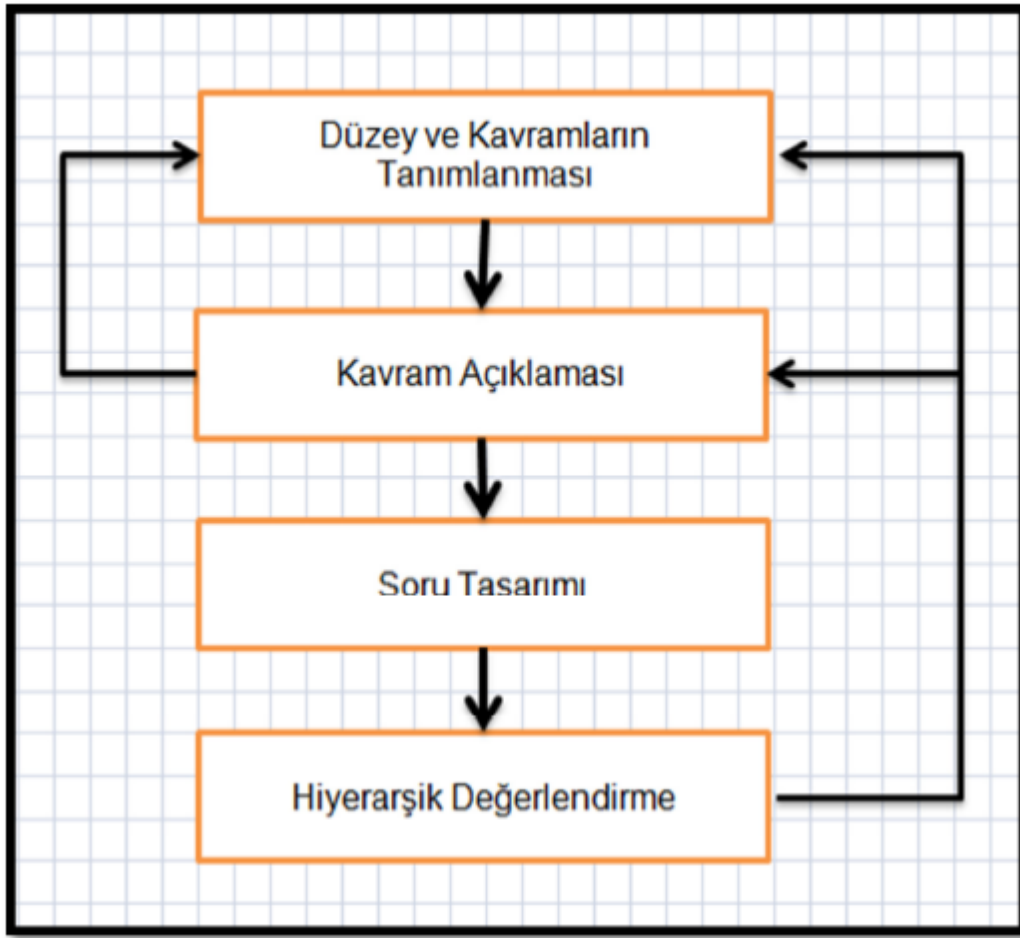 Düzey ve Kavramların
Tanımlanması
Kavram Açıklaması
Soru Tasarımı
Hiyerarşik Değerlendirme